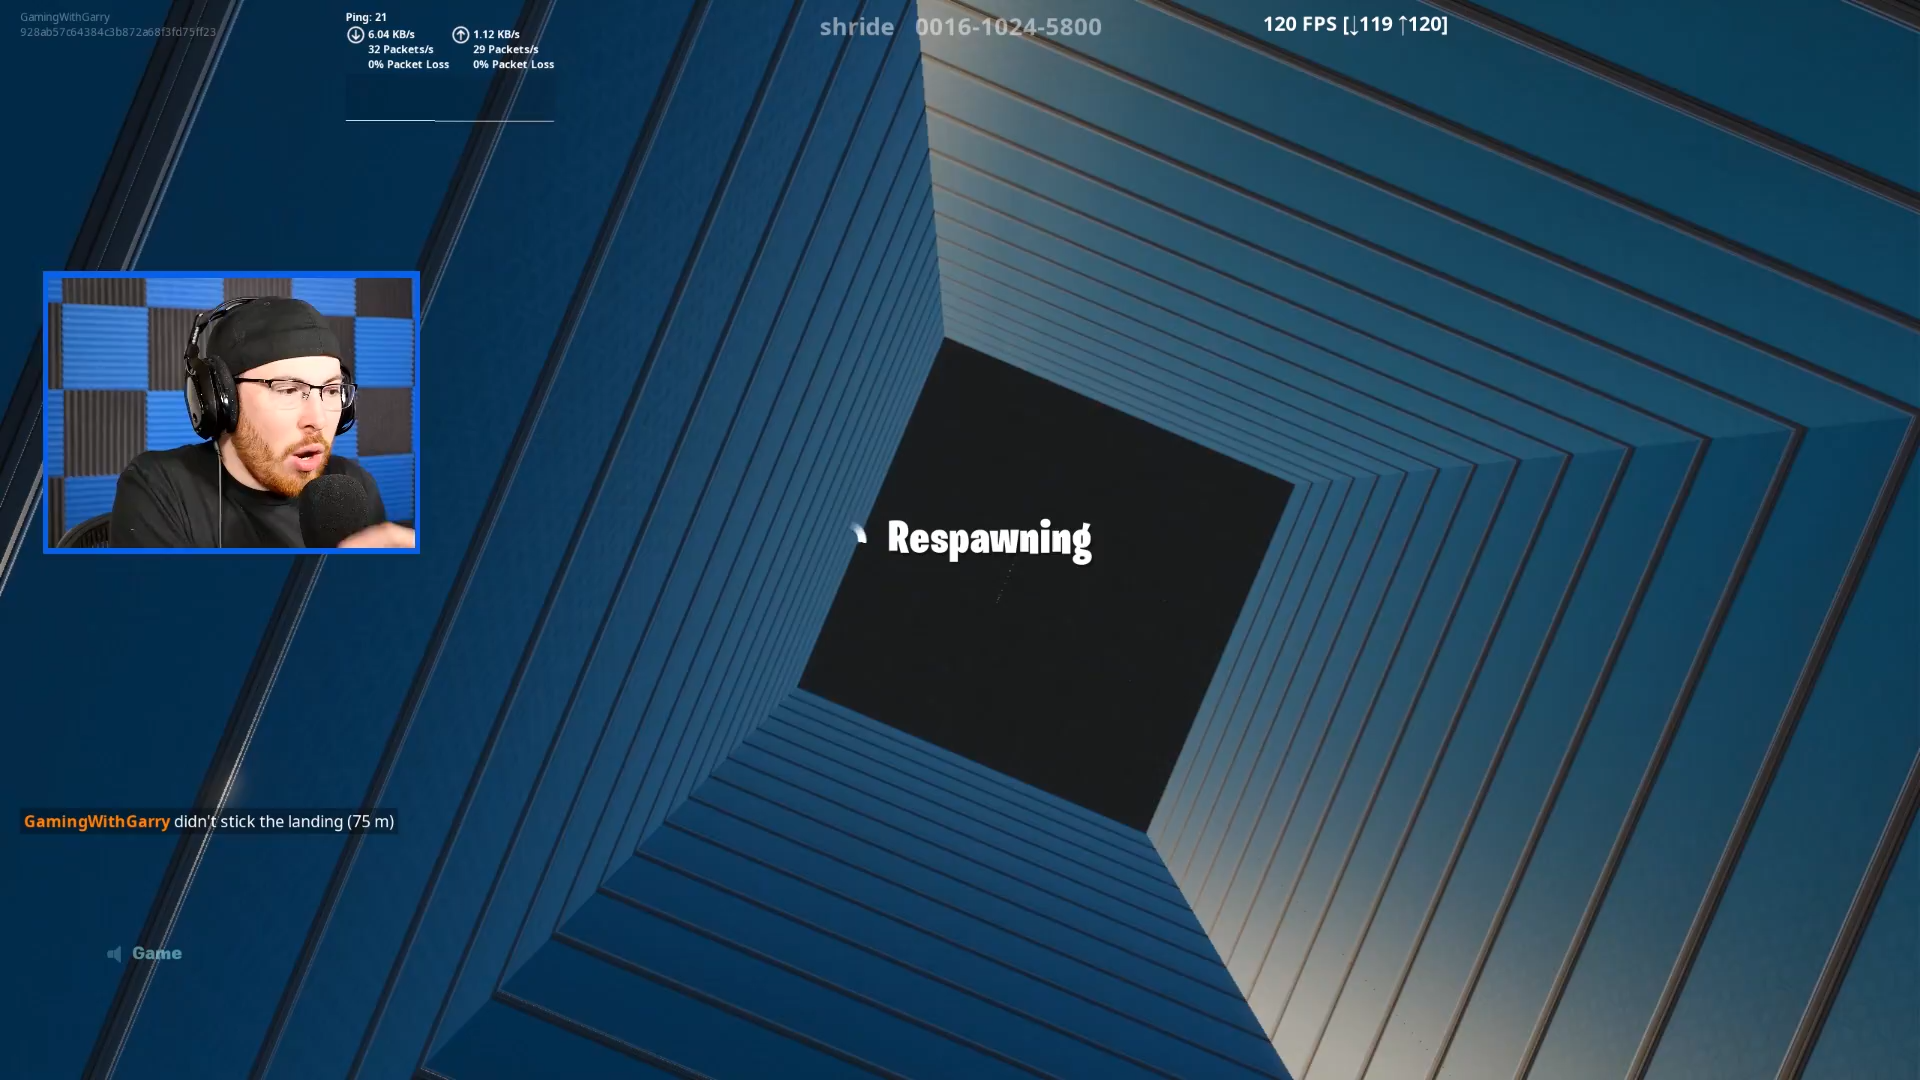 GamingWithGarry
928ab57c64384c3b872a68f3fd75ff23
Ping: 21
6.04 KB/s
32 Packets/s
0% Packet Loss
1.12 KB/s
29 Packets/s
0% Packet Loss
shride 0016-1024-5800
120 FPS [↓119 ↑120]
Respawning
GamingWithGarry didn't stick the landing (75 m)
Game